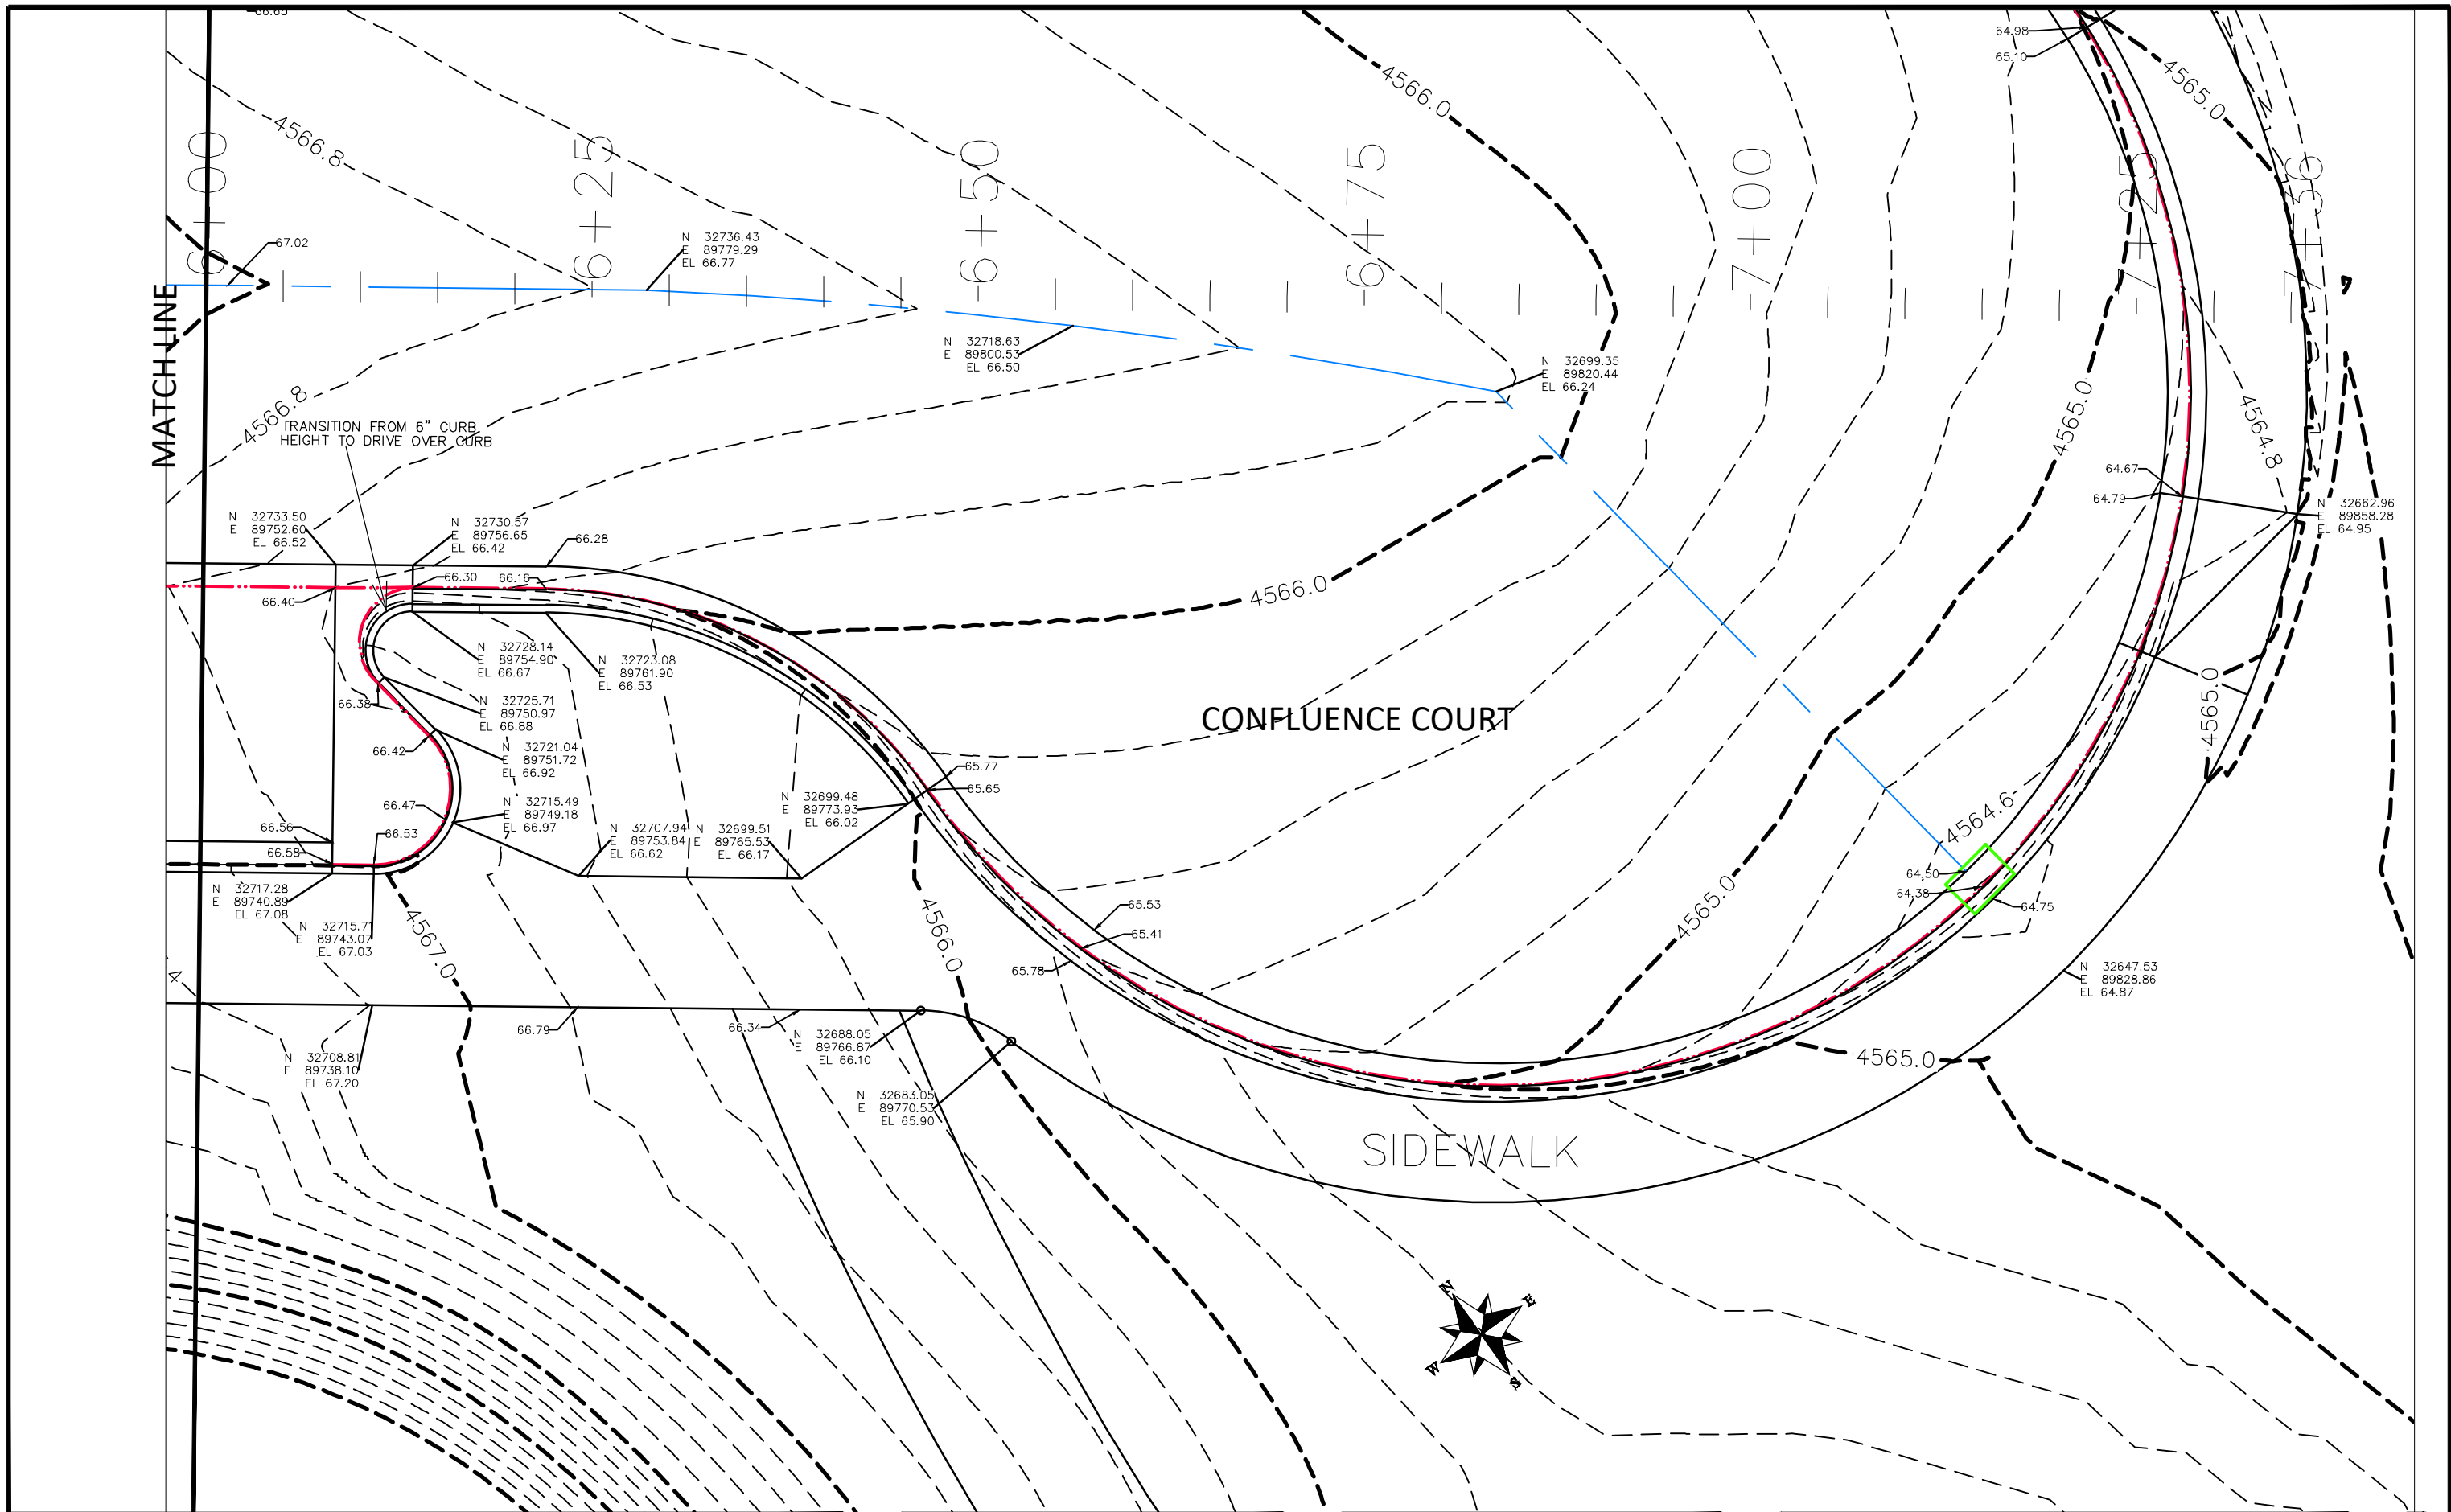 66.65
64.98
65.10
4566.8
4566.0
4565.0
6+00
6+25
6+50
6+75
7+00
7+25
7+36
67.02
N 32736.43
E 89779.29
EL 66.77
MATCH LINE
N 32718.63
E 89800.53
EL 66.50
N 32699.35
E 89820.44
EL 66.24
4566.8
TRANSITION FROM 6" CURB
HEIGHT TO DRIVE OVER CURB
4565.0
4564.8
64.67
64.79
N 32662.96
E 89858.28
EL 64.95
N 32733.50
E 89752.60
EL 66.52
N 32730.57
E 89756.65
EL 66.42
66.28
66.30
66.16
66.40
4566.0
N 32728.14
E 89754.90
EL 66.67
N 32723.08
E 89761.90
EL 66.53
66.38
N 32725.71
E 89750.97
EL 66.88
CONFLUENCE COURT
4565.0
66.42
N 32721.04
E 89751.72
EL 66.92
65.77
65.65
66.47
N 32715.49
E 89749.18
EL 66.97
N 32699.48
E 89773.93
EL 66.02
66.56
66.53
66.58
N 32707.94
E 89753.84
EL 66.62
N 32699.51
E 89765.53
EL 66.17
4564.6
64.50
64.38
64.75
N 32717.28
E 89740.89
EL 67.08
N 32715.71
E 89743.07
EL 67.03
4567.0
4566.0
65.53
65.41
65.78
4565.0
4
N 32647.53
E 89828.86
EL 64.87
66.79
66.34
N 32688.05
E 89766.87
EL 66.10
N 32708.81
E 89738.10
EL 67.20
4565.0
N 32683.05
E 89770.53
EL 65.90
SIDEWALK
N
E
W
S